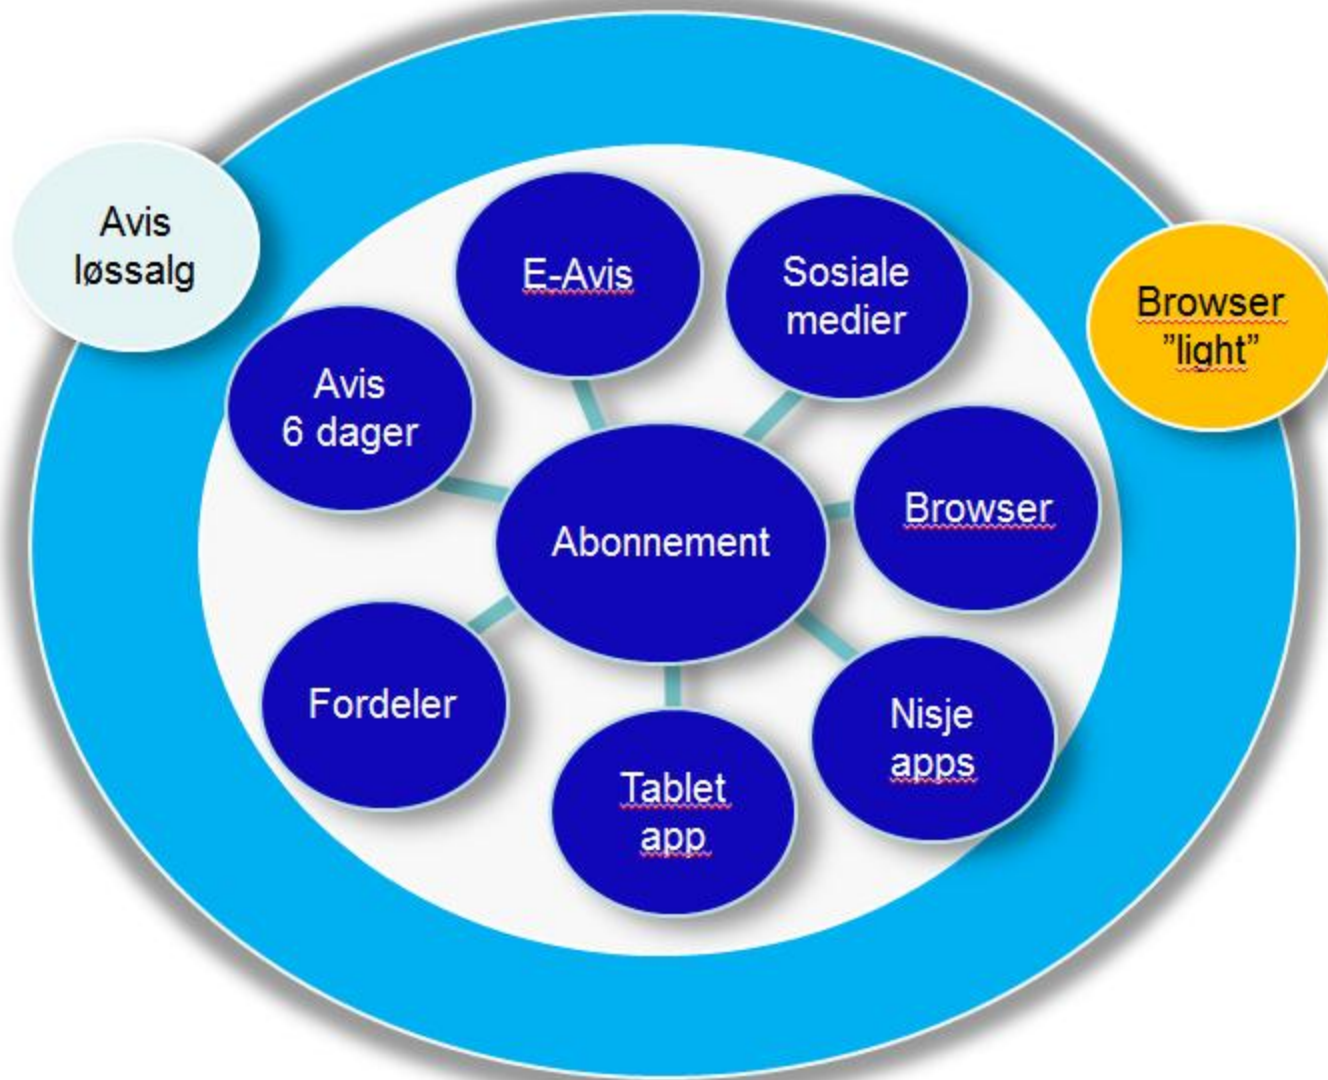 Avis
løssalg
E-Avis
Sosiale
medier
Browser
”light”
Avis
6 dager
Browser
Abonnement
Fordeler
Nisje
apps
Tablet
app